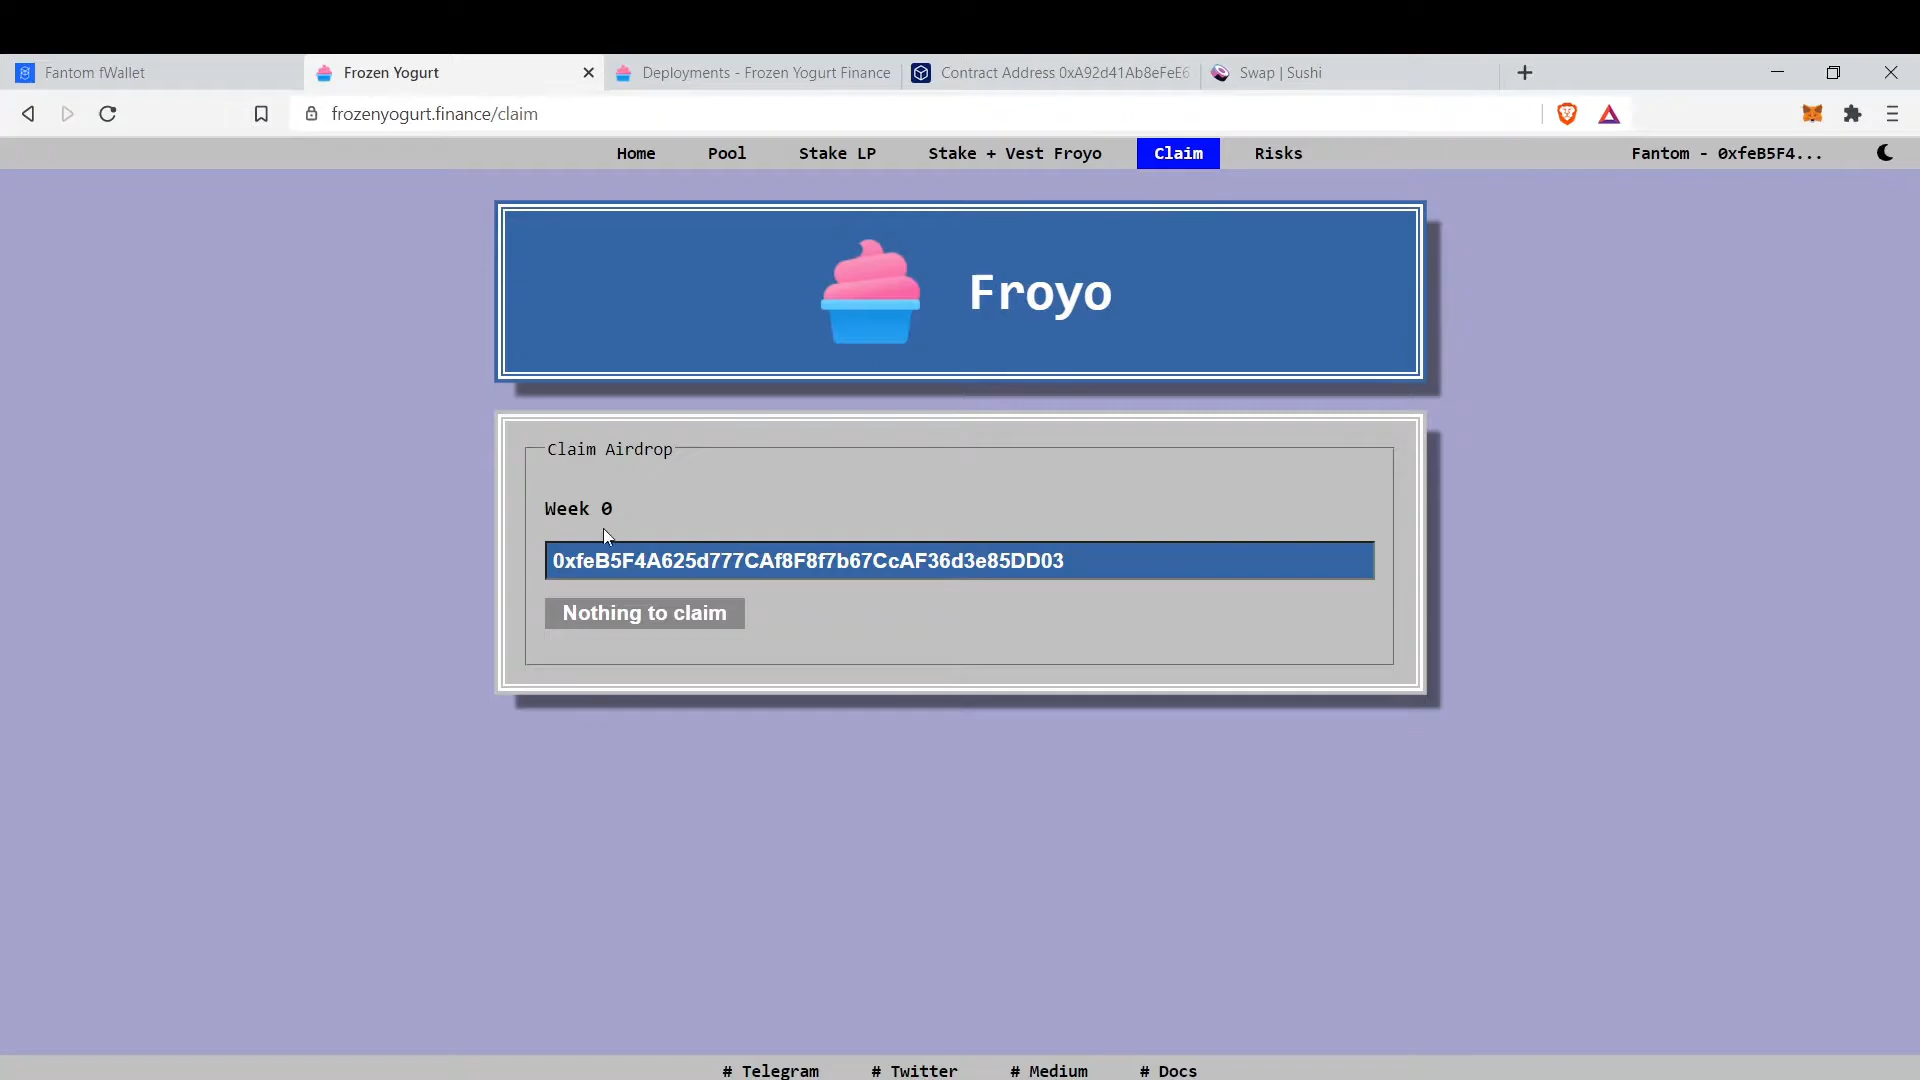 Fantom fWallet
Frozen Yogurt
Deployments - Frozen Yogurt Finance
Contract Address 0xA92d41Ab8eFeE6
Swap | Sushi
frozenyogurt.finance/claim
Home Pool Stake LP Stake + Vest Froyo Claim Risks
Fantom - 0xfeB5F4...
Froyo
Claim Airdrop
Week 0
0xfeB5F4A625d777CAf8F8f7b67CcAF36d3e85DD03
Nothing to claim
# Telegram # Twitter # Medium # Docs